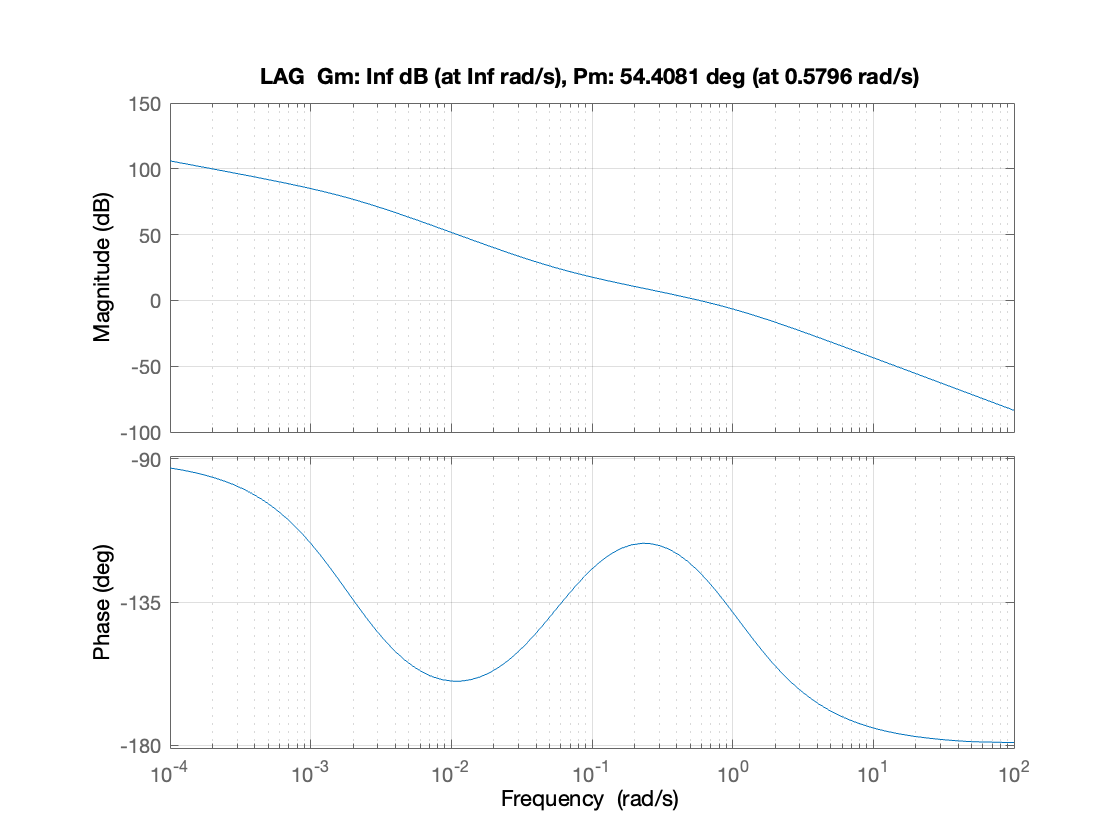 LAG  Gm: Inf dB (at Inf rad/s), Pm: 54.4081 deg (at 0.5796 rad/s)
150
100
50
0
-50
-100
Magnitude (dB)
-90
-135
-180
Phase (deg)
10^-4 10^-3 10^-2 10^-1 10^0 10^1 10^2
Frequency  (rad/s)